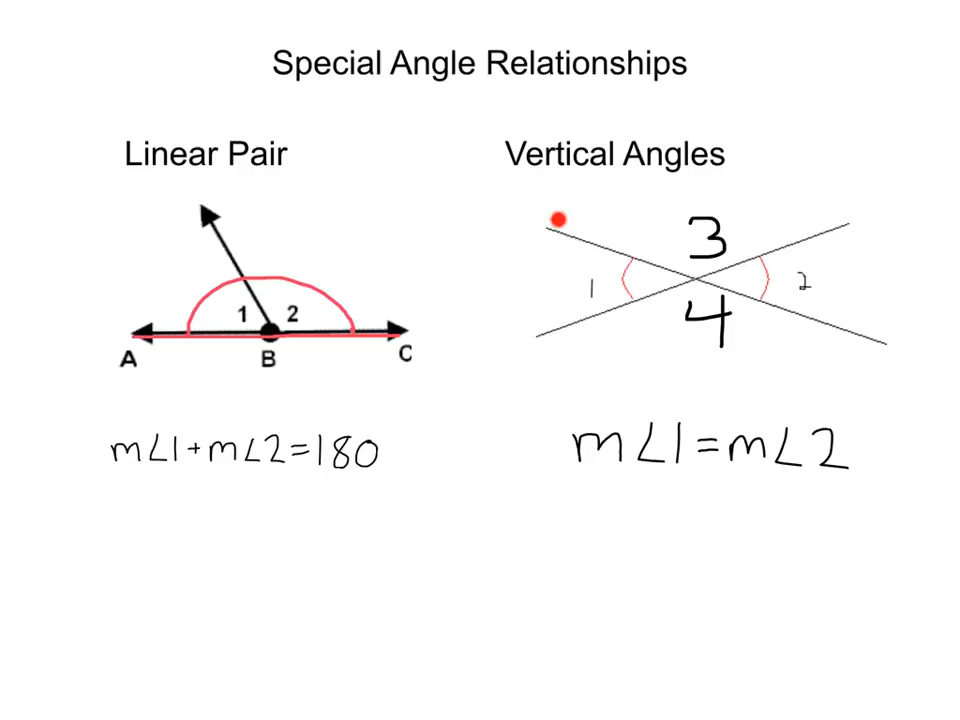 Special Angle Relationships
Linear Pair
1 2
A B C
m∠1+m∠2=180
Vertical Angles
3
1 2
4
m∠1=m∠2